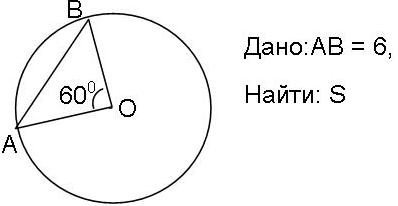 B
Дано:AB = 6,
60⁰
O
Найти: S
A